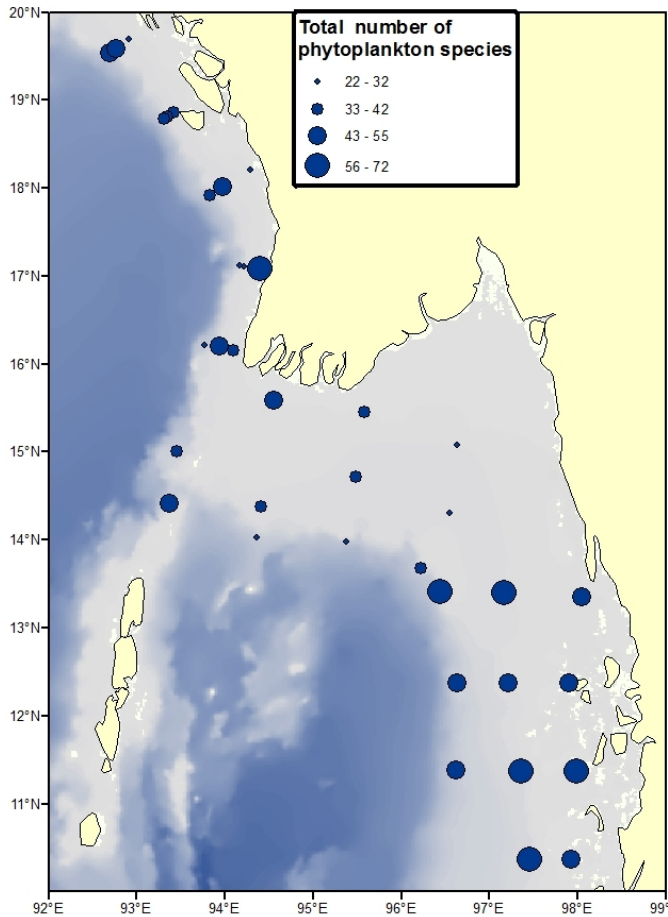 Total number of
phytoplankton species
22 - 32
33 - 42
43 - 55
56 - 72
20°N
19°N
18°N
17°N
16°N
15°N
14°N
13°N
12°N
11°N
92°E 93°E 94°E 95°E 96°E 97°E 98°E 99°